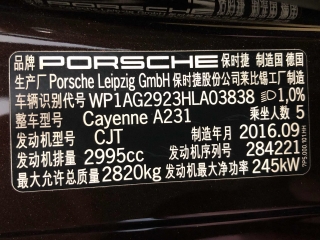 品牌 PORSCHE 保时捷 制造国 德国
生产厂 Porsche Leipzig GmbH 保时捷股份公司莱比锡工厂制造
车辆识别代号 WP1AG2923HLA03838 1,0%
整车型号 Cayenne A231 乘坐人数 5
发动机型号 CJT 制造年月 2016.09
发动机排量 2995cc 发动机序列号 284221
最大允许总质量 2820kg 发动机最大净功率 245kW